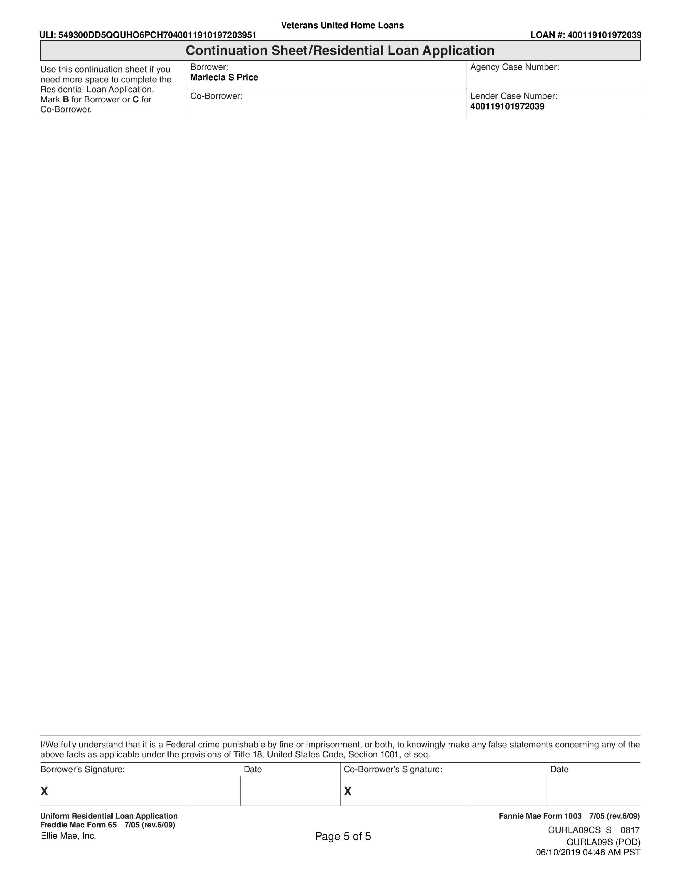 Veterans United Home Loans
ULI: 549300DD5QQUHO6PCH7040011910197203951 LOAN #: 400119101972039
Continuation Sheet/Residential Loan Application
Use this continuation sheet if you
need more space to complete the
Residential Loan Application.
Mark B for Borrower or C for
Co-Borrower.
Borrower:
Mariecia S Price
Co-Borrower:
Agency Case Number:
Lender Case Number:
400119101972039
I/We fully understand that it is a Federal crime punishable by fine or imprisonment, or both, to knowingly make any false statements concerning any of the
above facts as applicable under the provisions of Title 18, United States Code, Section 1001, et seq.
Borrower's Signature: Date Co-Borrower's Signature: Date
X X
Uniform Residential Loan Application
Freddie Mac Form 65 7/05 (rev.6/09)
Ellie Mae, Inc.
Page 5 of 5
Fannie Mae Form 1003 7/05 (rev.6/09)
GURLA09CS_S 0817
GURLA09S (POD)
06/10/2019 04:46 AM PST